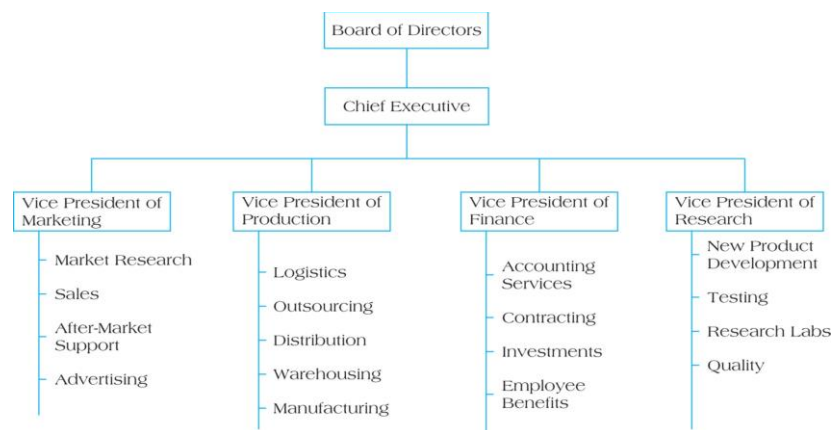 Board of Directors
Chief Executive
Vice President of
Marketing
Market Research
Sales
After-Market
Support
Advertising
Vice President of
Production
Logistics
Outsourcing
Distribution
Warehousing
Manufacturing
Vice President of
Finance
Accounting
Services
Contracting
Investments
Employee
Benefits
Vice President of
Research
New Product
Development
Testing
Research Labs
Quality